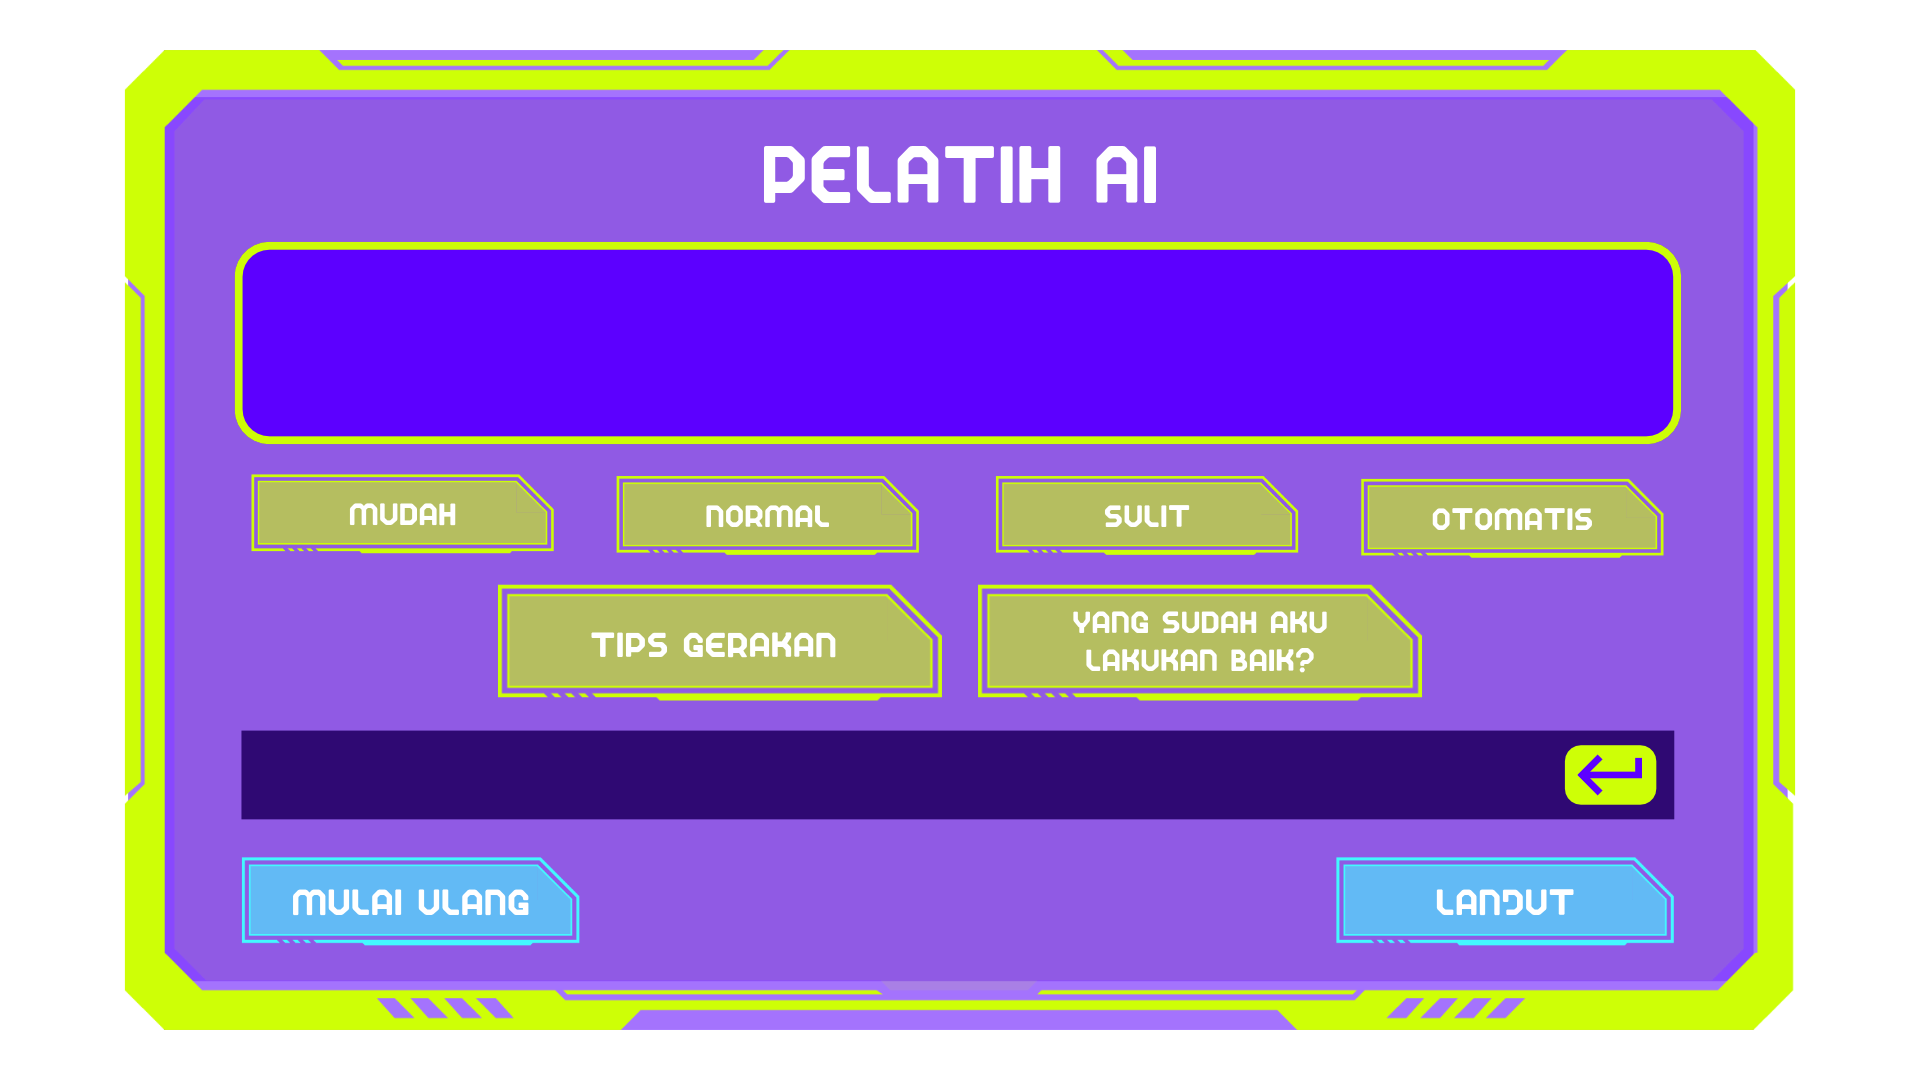 PELATIH AI
MUDAH
NORMAL
SULIT
OTOMATIS
TIPS GERAKAN
YANG SUDAH AKU
LAKUKAN BAIK?
MULAI ULANG
LANJUT